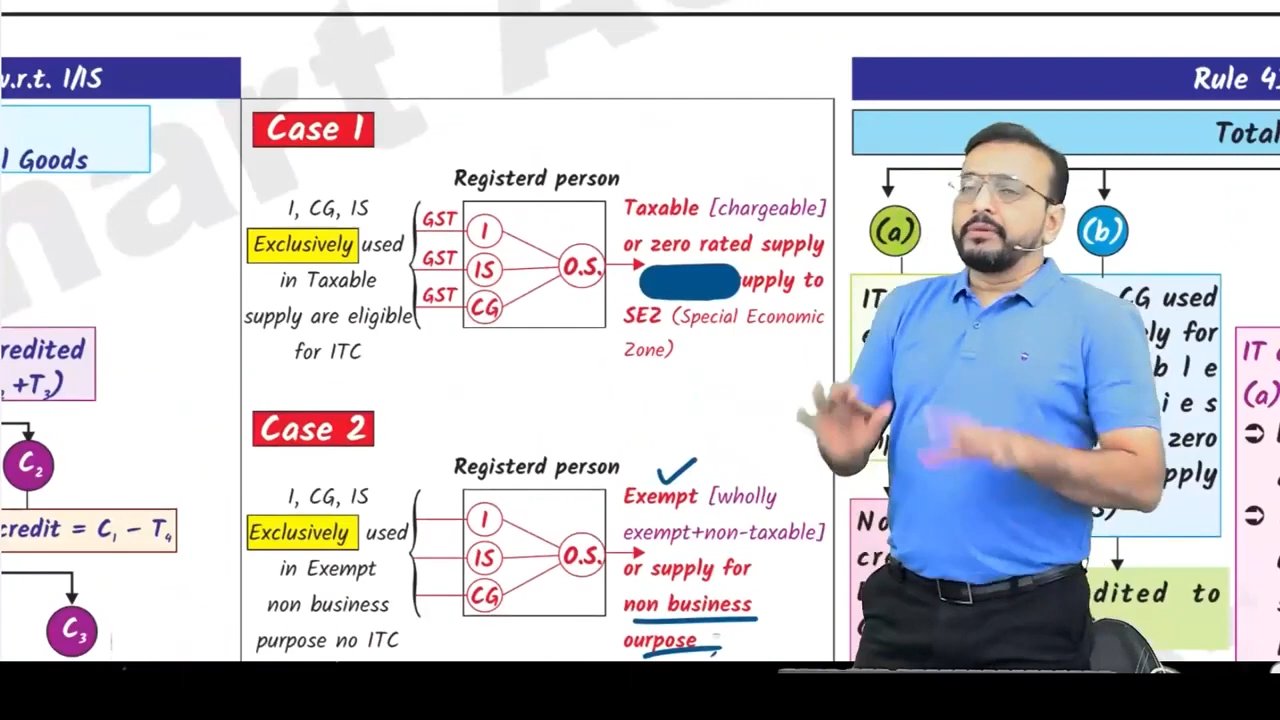 w.r.t. I/IS
l Goods
redited
+T₃)
C₂
credit = C₁ – T₄
C₃
Case 1
Registerd person
I, CG, IS
Exclusively used
in Taxable
supply are eligible
for ITC
GST
GST
GST
I
IS
CG
O.S.
Taxable [chargeable]
or zero rated supply
upply to
SEZ (Special Economic
Zone)
Case 2
Registerd person
I, CG, IS
Exclusively used
in Exempt
non business
purpose no ITC
I
IS
CG
O.S.
Exempt [wholly
exempt+non-taxable]
or supply for
non business
ourpose
Rule 43
Total
(a)
(b)
IT
CG used
ly for
b l e
i e s
zero
upply
No
cre
dited to
IT
(a)